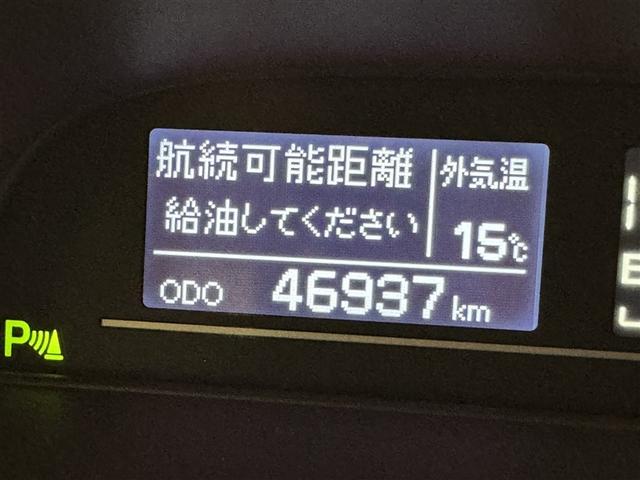 航続可能距離
給油してください
外気温
15℃
ODO 46937 km
P